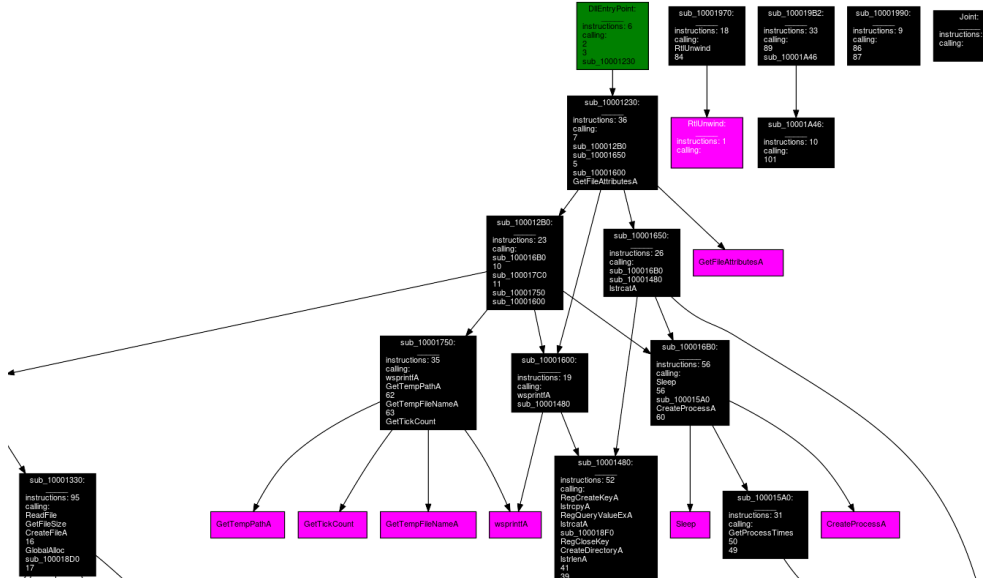 DllEntryPoint:
instructions: 6
calling:
2
3
sub_10001230
sub_10001970:
instructions: 18
calling:
RtlUnwind
84
sub_100019B2:
instructions: 33
calling:
89
sub_10001A46
sub_10001990:
instructions: 9
calling:
86
87
Joint:
instructions:
calling:
sub_10001230:
instructions: 36
calling:
7
sub_100012B0
sub_10001650
5
sub_10001600
GetFileAttributesA
RtlUnwind:
instructions: 1
calling:
sub_10001A46:
instructions: 10
calling:
101
sub_100012B0:
instructions: 23
calling:
sub_100016B0
10
sub_100017C0
11
sub_10001750
sub_10001600
sub_10001650:
instructions: 26
calling:
sub_100016B0
sub_10001480
lstrcatA
GetFileAttributesA
sub_10001750:
instructions: 35
calling:
wsprintfA
GetTempPathA
62
GetTempFileNameA
63
GetTickCount
sub_10001600:
instructions: 19
calling:
wsprintfA
sub_10001480
sub_100016B0:
instructions: 56
calling:
Sleep
56
sub_100015A0
CreateProcessA
60
sub_10001330:
instructions: 95
calling:
ReadFile
GetFileSize
CreateFileA
16
GlobalAlloc
sub_100018D0
17
GetTempPathA
GetTickCount
GetTempFileNameA
wsprintfA
sub_10001480:
instructions: 52
calling:
RegCreateKeyA
lstrcpyA
RegQueryValueExA
lstrcatA
sub_100018F0
RegCloseKey
CreateDirectoryA
lstrlenA
41
39
Sleep
sub_100015A0:
instructions: 31
calling:
GetProcessTimes
50
49
CreateProcessA